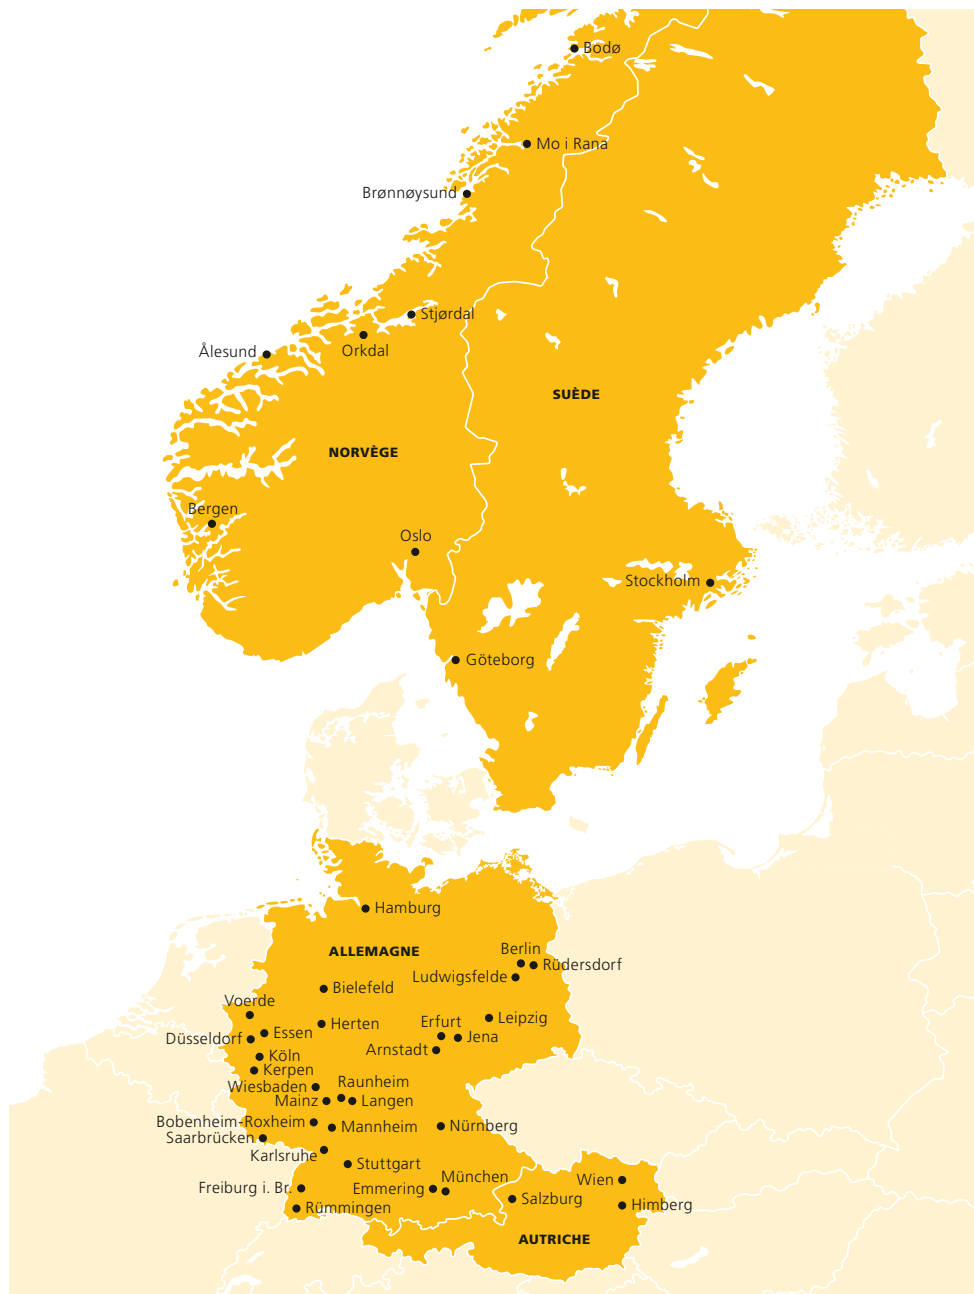 Bodø
Mo i Rana
Brønnøysund
Stjørdal
Orkdal
Ålesund
SUÈDE
NORVÈGE
Bergen
Oslo
Stockholm
Göteborg
Hamburg
ALLEMAGNE
Berlin
Rüdersdorf
Ludwigsfelde
Bielefeld
Voerde
Leipzig
Erfurt
Herten
Essen
Jena
Düsseldorf
Arnstadt
Köln
Kerpen
Raunheim
Wiesbaden
Mainz
Langen
Bobenheim-Roxheim
Mannheim
Nürnberg
Saarbrücken
Karlsruhe
Stuttgart
München
Wien
Freiburg i. Br.
Emmering
Salzburg
Himberg
Rümmingen
AUTRICHE